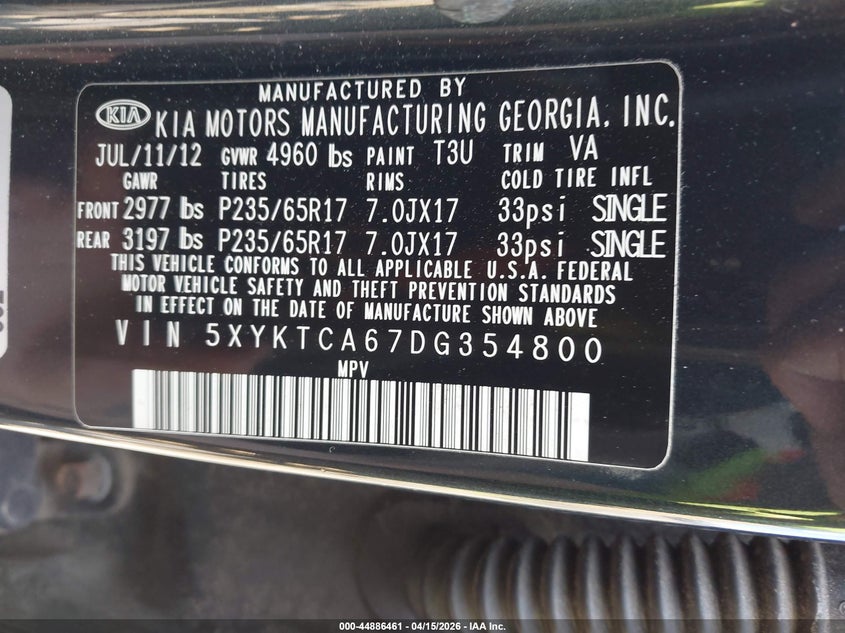 MANUFACTURED BY
KIA KIA MOTORS MANUFACTURING GEORGIA, INC.
JUL/11/12 GVWR 4960 lbs PAINT T3U TRIM VA
GAWR TIRES RIMS COLD TIRE INFL
FRONT 2977 lbs P235/65R17 7.0JX17 33psi SINGLE
REAR 3197 lbs P235/65R17 7.0JX17 33psi SINGLE
THIS VEHICLE CONFORMS TO ALL APPLICABLE U.S.A. FEDERAL
MOTOR VEHICLE SAFETY AND THEFT PREVENTION STANDARDS
IN EFFECT ON THE DATE OF MANUFACTURE SHOWN ABOVE
VIN 5XYKTCA67DG354800
MPV
000-44886461 - 04/15/2026 - IAA Inc.